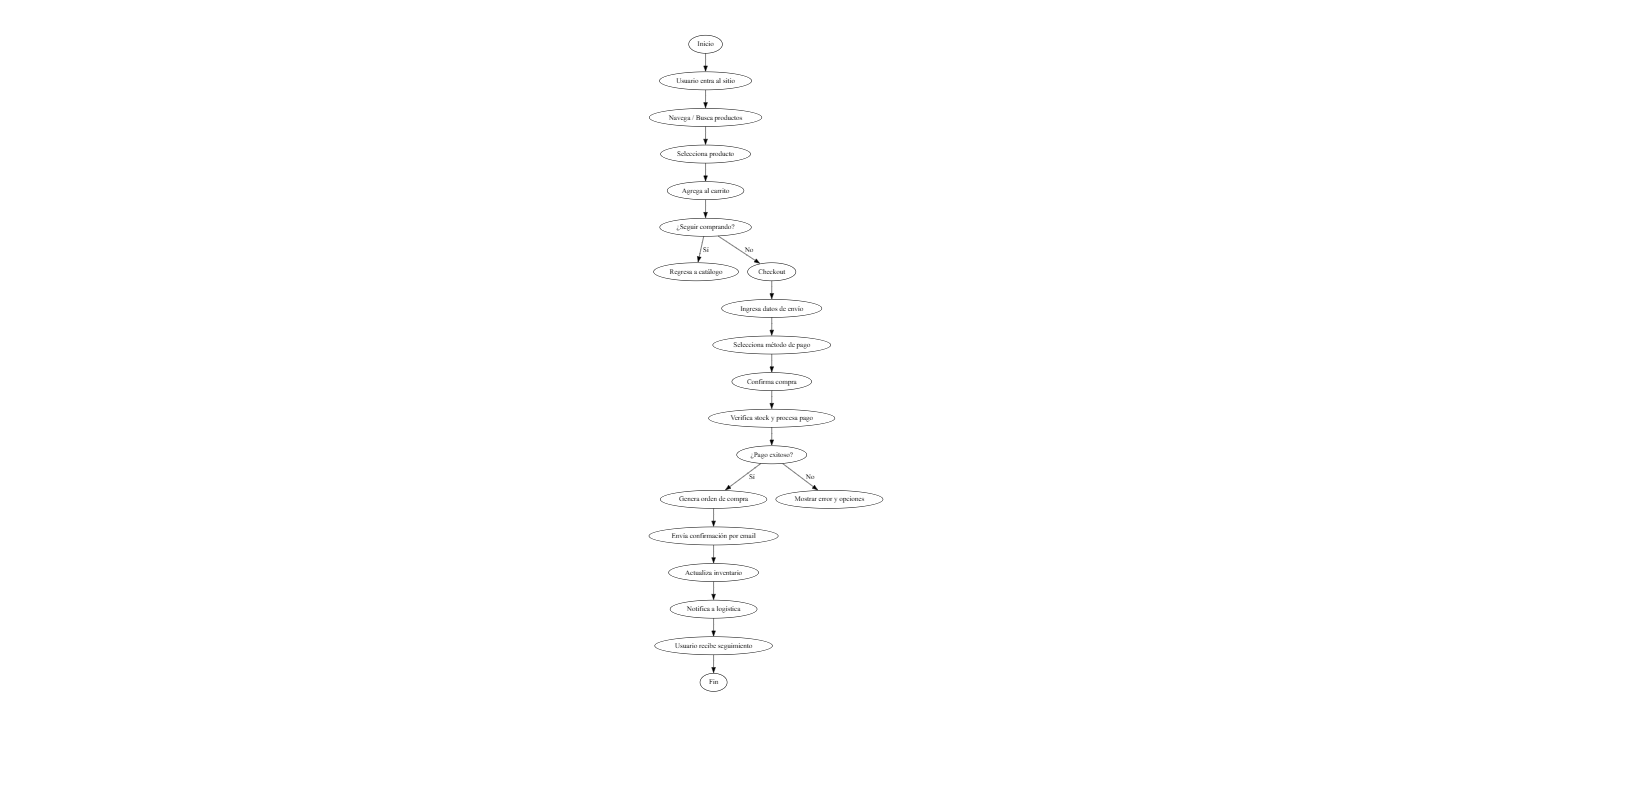 Inicio
Usuario entra al sitio
Navega / Busca productos
Selecciona producto
Agrega al carrito
¿Seguir comprando?
Sí
No
Regresa a catálogo
Checkout
Ingresa datos de envío
Selecciona método de pago
Confirma compra
Verifica stock y procesa pago
¿Pago exitoso?
Sí
No
Genera orden de compra
Mostrar error y opciones
Envía confirmación por email
Actualiza inventario
Notifica a logística
Usuario recibe seguimiento
Fin